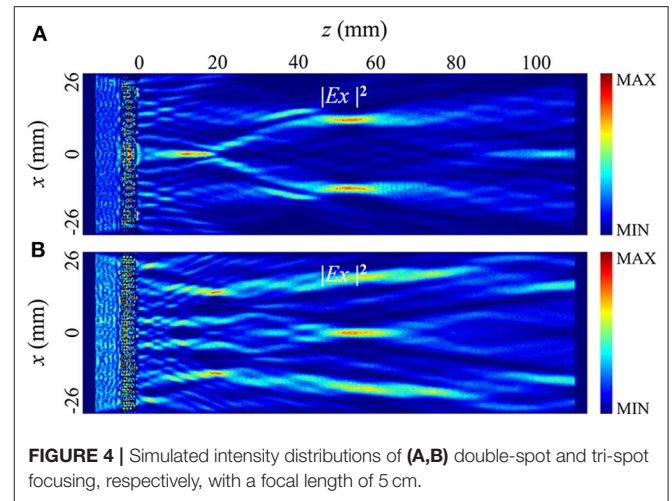 A
z (mm)
0 20 40 60 80 100
26
0
-26
x (mm)
|Ex|²
MAX
MIN
B
26
0
-26
x (mm)
|Ex|²
MAX
MIN
FIGURE 4 | Simulated intensity distributions of (A,B) double-spot and tri-spot
focusing, respectively, with a focal length of 5 cm.